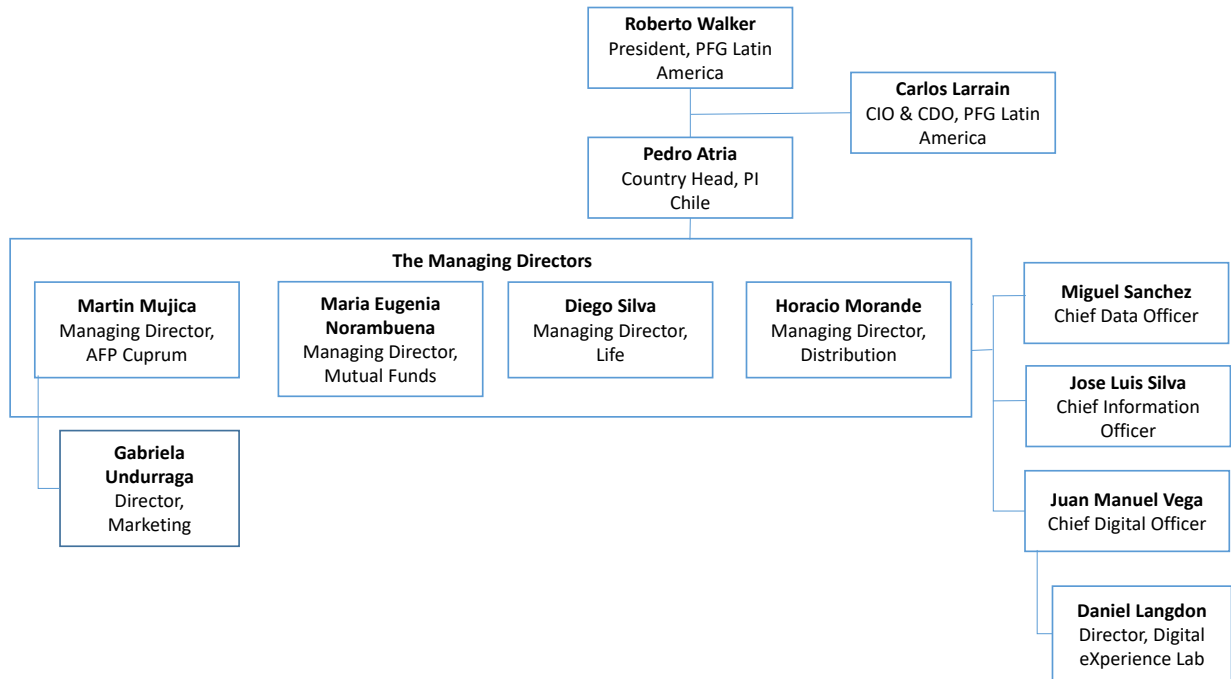 Roberto Walker
President, PFG Latin
America
Carlos Larrain
CIO & CDO, PFG Latin
America
Pedro Atria
Country Head, PI
Chile
The Managing Directors
Martin Mujica
Managing Director,
AFP Cuprum
Maria Eugenia
Norambuena
Managing Director,
Mutual Funds
Diego Silva
Managing Director,
Life
Horacio Morande
Managing Director,
Distribution
Miguel Sanchez
Chief Data Officer
Jose Luis Silva
Chief Information
Officer
Gabriela
Undurraga
Director,
Marketing
Juan Manuel Vega
Chief Digital Officer
Daniel Langdon
Director, Digital
eXperience Lab